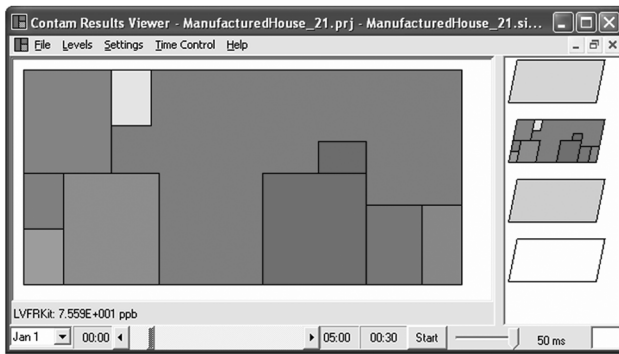 Contam Results Viewer - ManufacturedHouse_21.prj - ManufacturedHouse_21.si...
File Levels Settings Time Control Help
LVFRKit: 7.559E+001 ppb
Jan 1 00:00 05:00 00:30 Start 50 ms